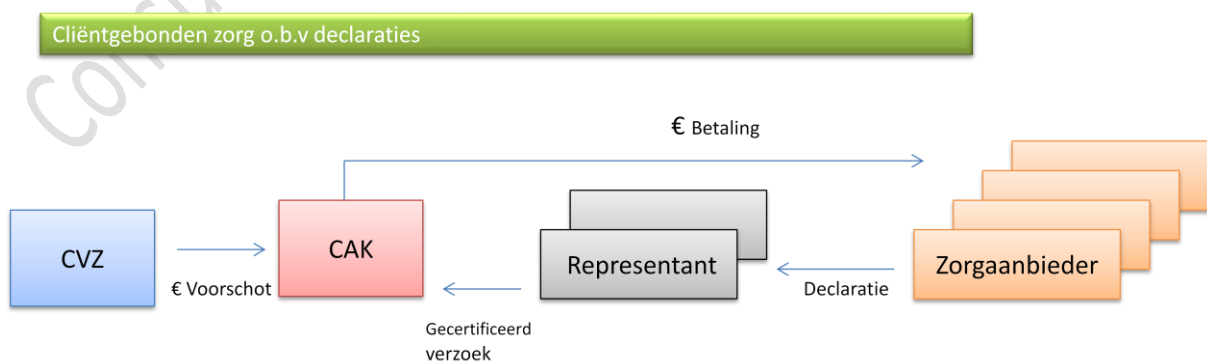 Cliëntgebonden zorg o.b.v declaraties
€ Betaling
CVZ
€ Voorschot
CAK
Representant
Zorgaanbieder
Declaratie
Gecertificeerd
verzoek